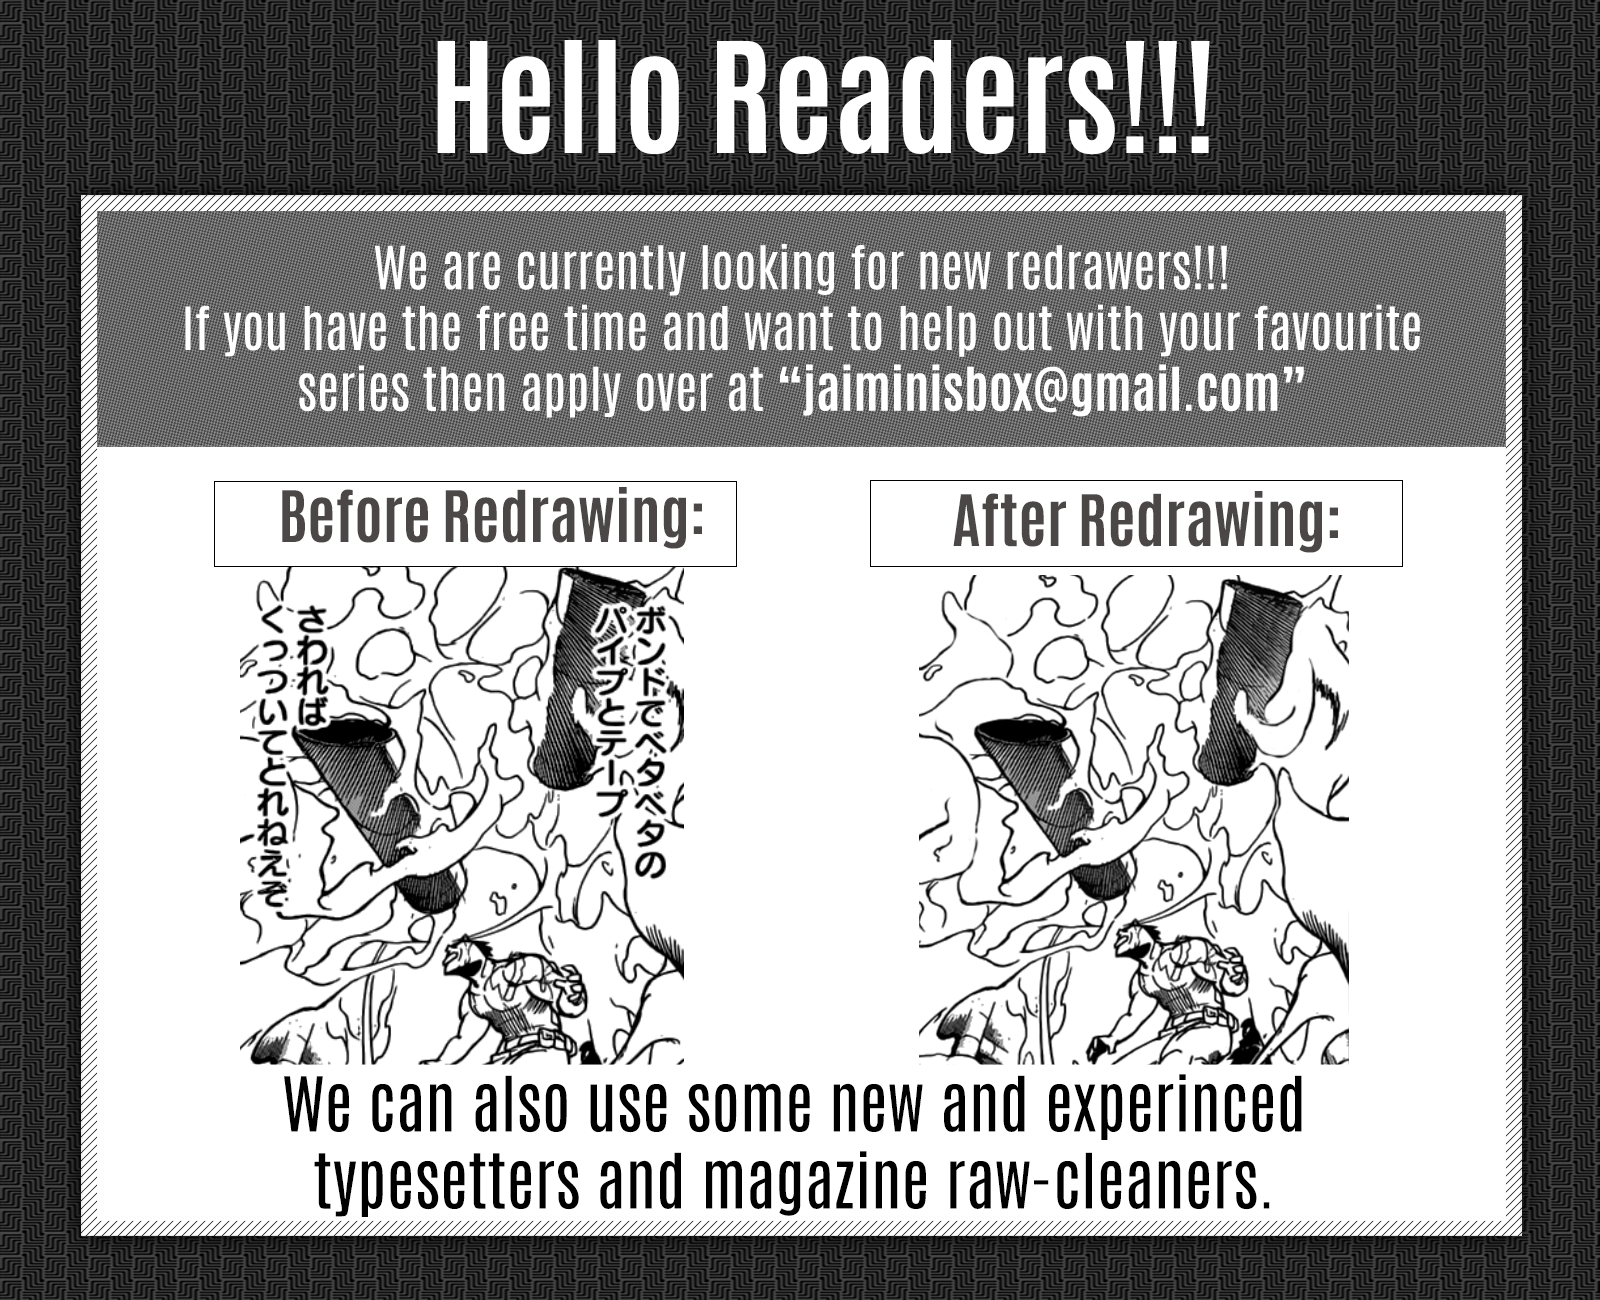 Hello Readers!!!
We are currently looking for new redrawers!!!
If you have the free time and want to help out with your favourite
series then apply over at “jaiminisbox@gmail.com”
Before Redrawing:
After Redrawing:
ボンドでベタベタの
パイプとテープ
さわれば
くっついてとれねえぞ
We can also use some new and experinced
typesetters and magazine raw-cleaners.